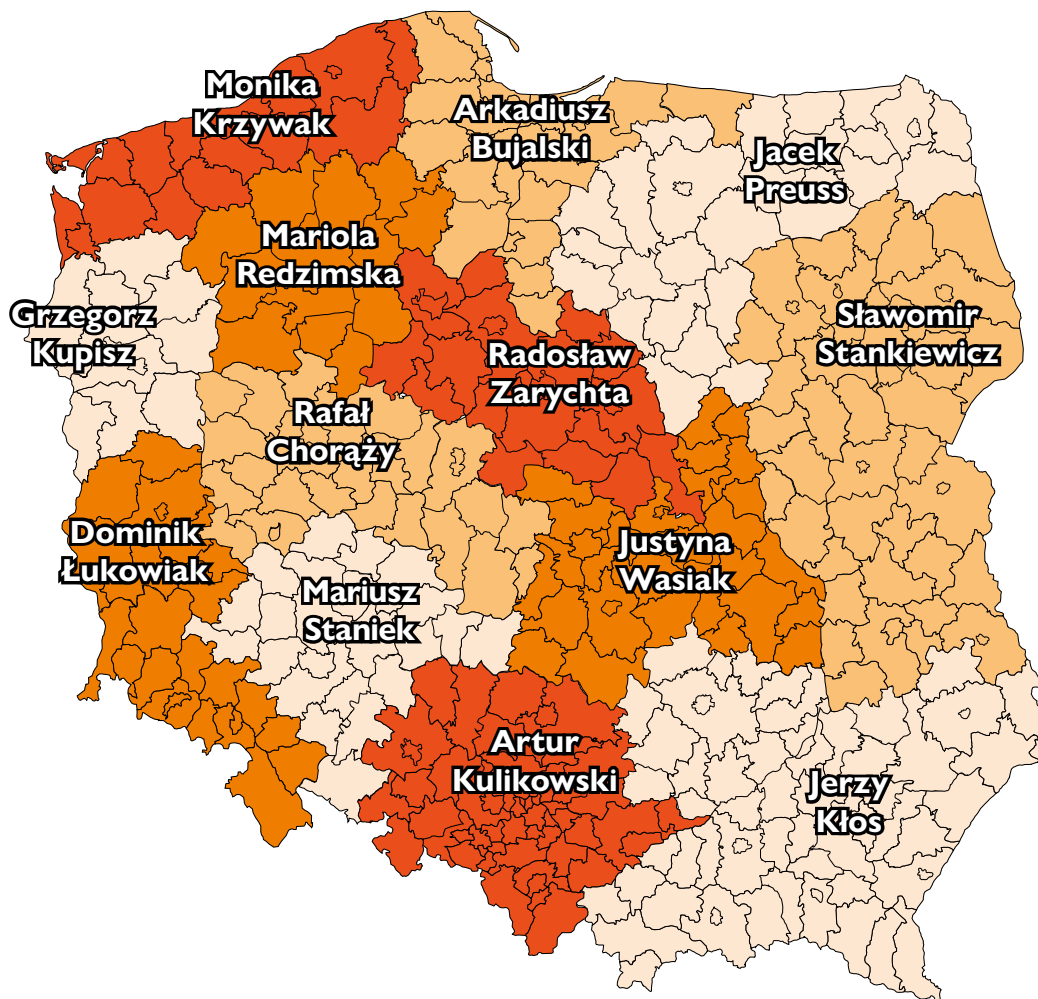 Monika
Krzywak
Arkadiusz
Bujalski
Jacek
Preuss
Mariola
Redzimska
Grzegorz
Kupisz
Sławomir
Stankiewicz
Radosław
Zarychta
Rafał
Chorąży
Dominik
Łukowiak
Justyna
Wasiak
Mariusz
Staniek
Artur
Kulikowski
Jerzy
Kłos